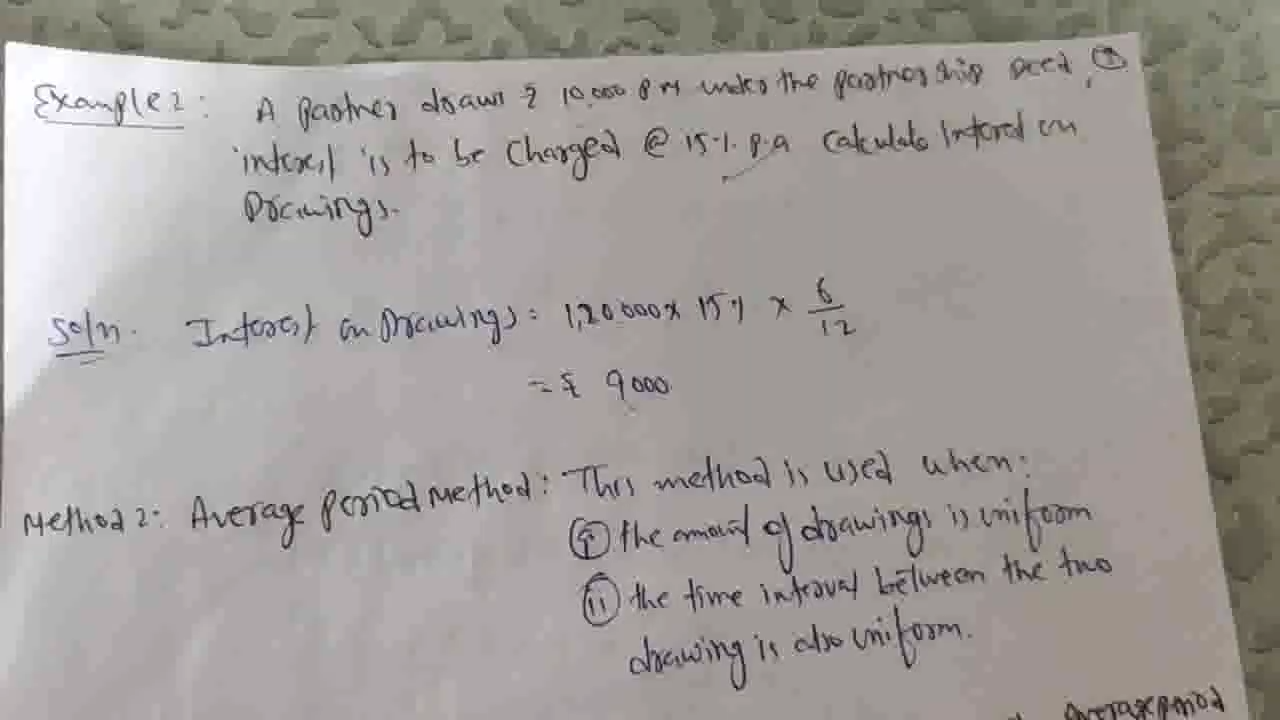 Example 2: A partner draws ₹ 10,000 P.M under the partnership deed, ②
interest is to be charged @ 15% p.a calculate Interest on
Drawings.
Soln. Interest on Drawings = 1,20,000 x 15% x 6/12
= ₹ 9000
Method 2: Average period Method: This method is used when:
(i) the amount of drawings is uniform
(ii) the time interval between the two
drawing is also uniform.
Average period